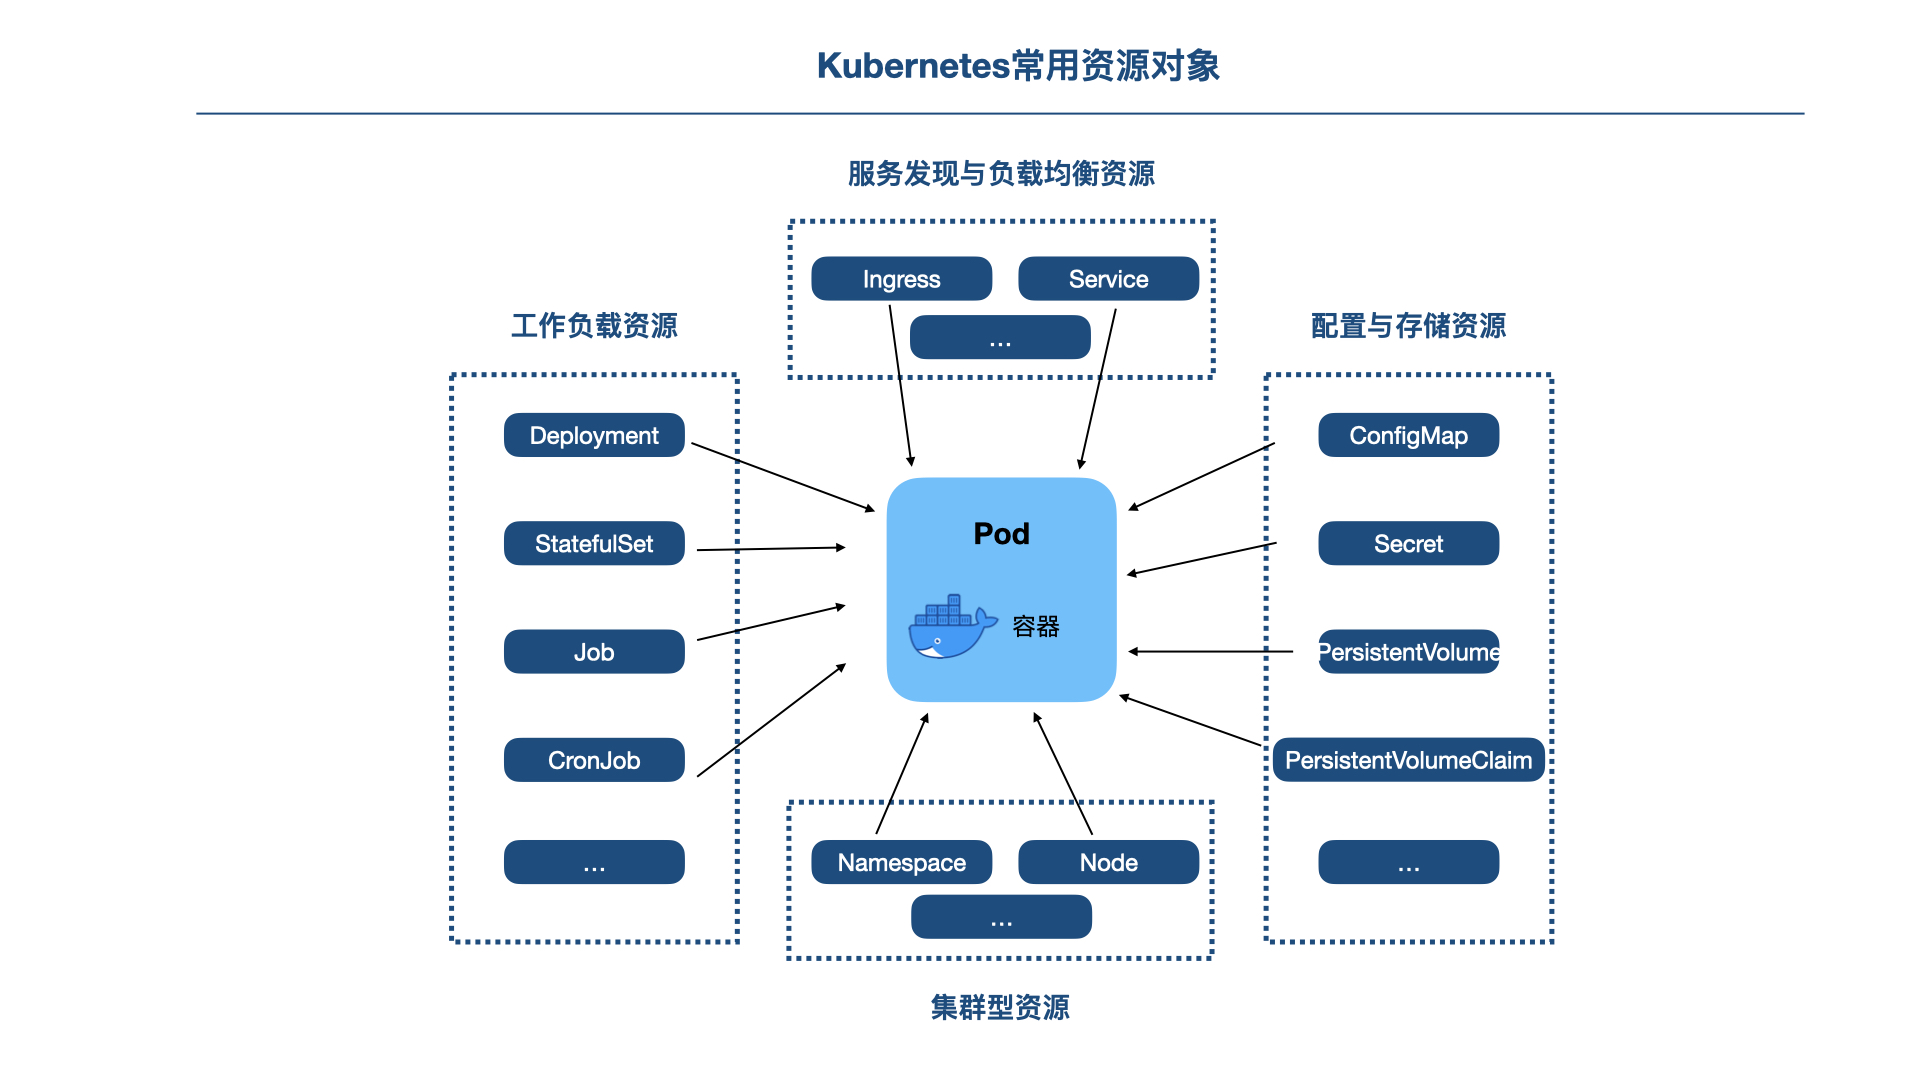 Kubernetes常用资源对象
服务发现与负载均衡资源
Ingress
Service
...
工作负载资源
Deployment
StatefulSet
Job
CronJob
...
Pod
容器
配置与存储资源
ConfigMap
Secret
PersistentVolume
PersistentVolumeClaim
...
Namespace
Node
...
集群型资源